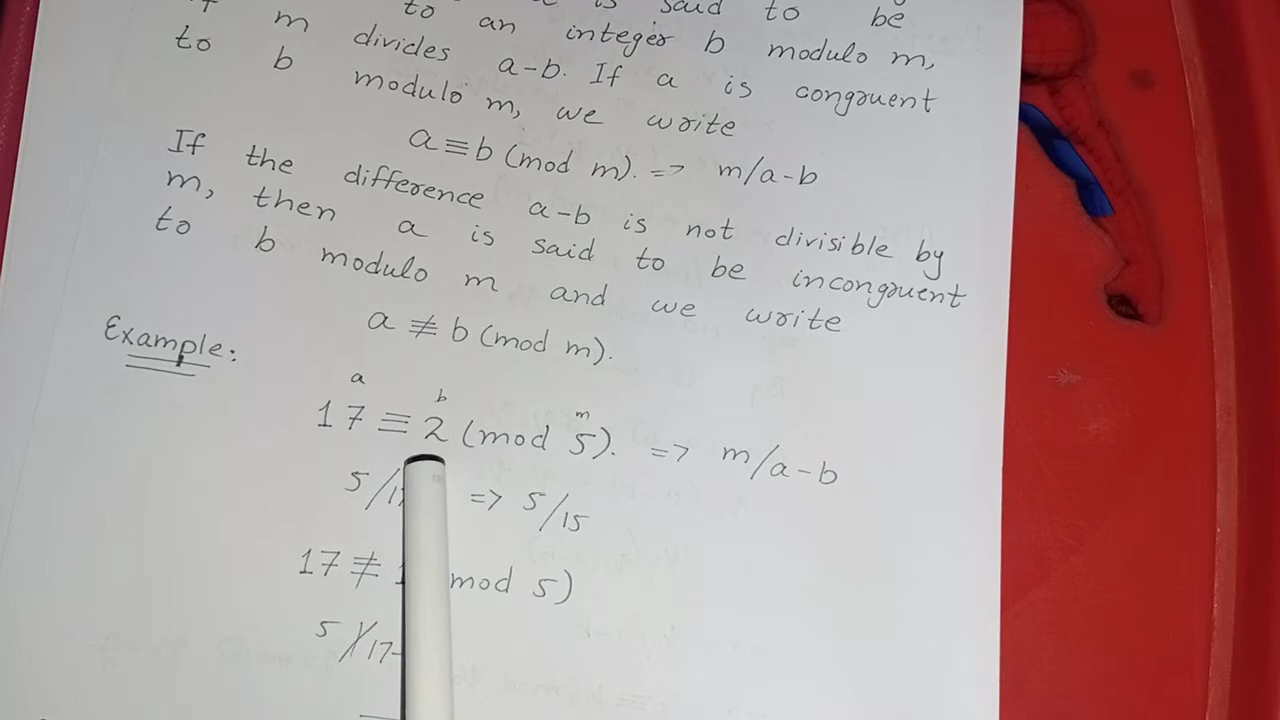 is said to be
to an integer b modulo m,
m divides a-b. If a is congruent
to b modulo m, we write
a ≡ b (mod m). => m/a-b
If the difference a-b is not divisible by
m, then a is said to be incongruent
to b modulo m and we write
a ≢ b (mod m).
Example:
a b m
17 ≡ 2 (mod 5). => m/a-b
5/ => 5/15
17 ≢ mod 5)
5 ∤ 17-